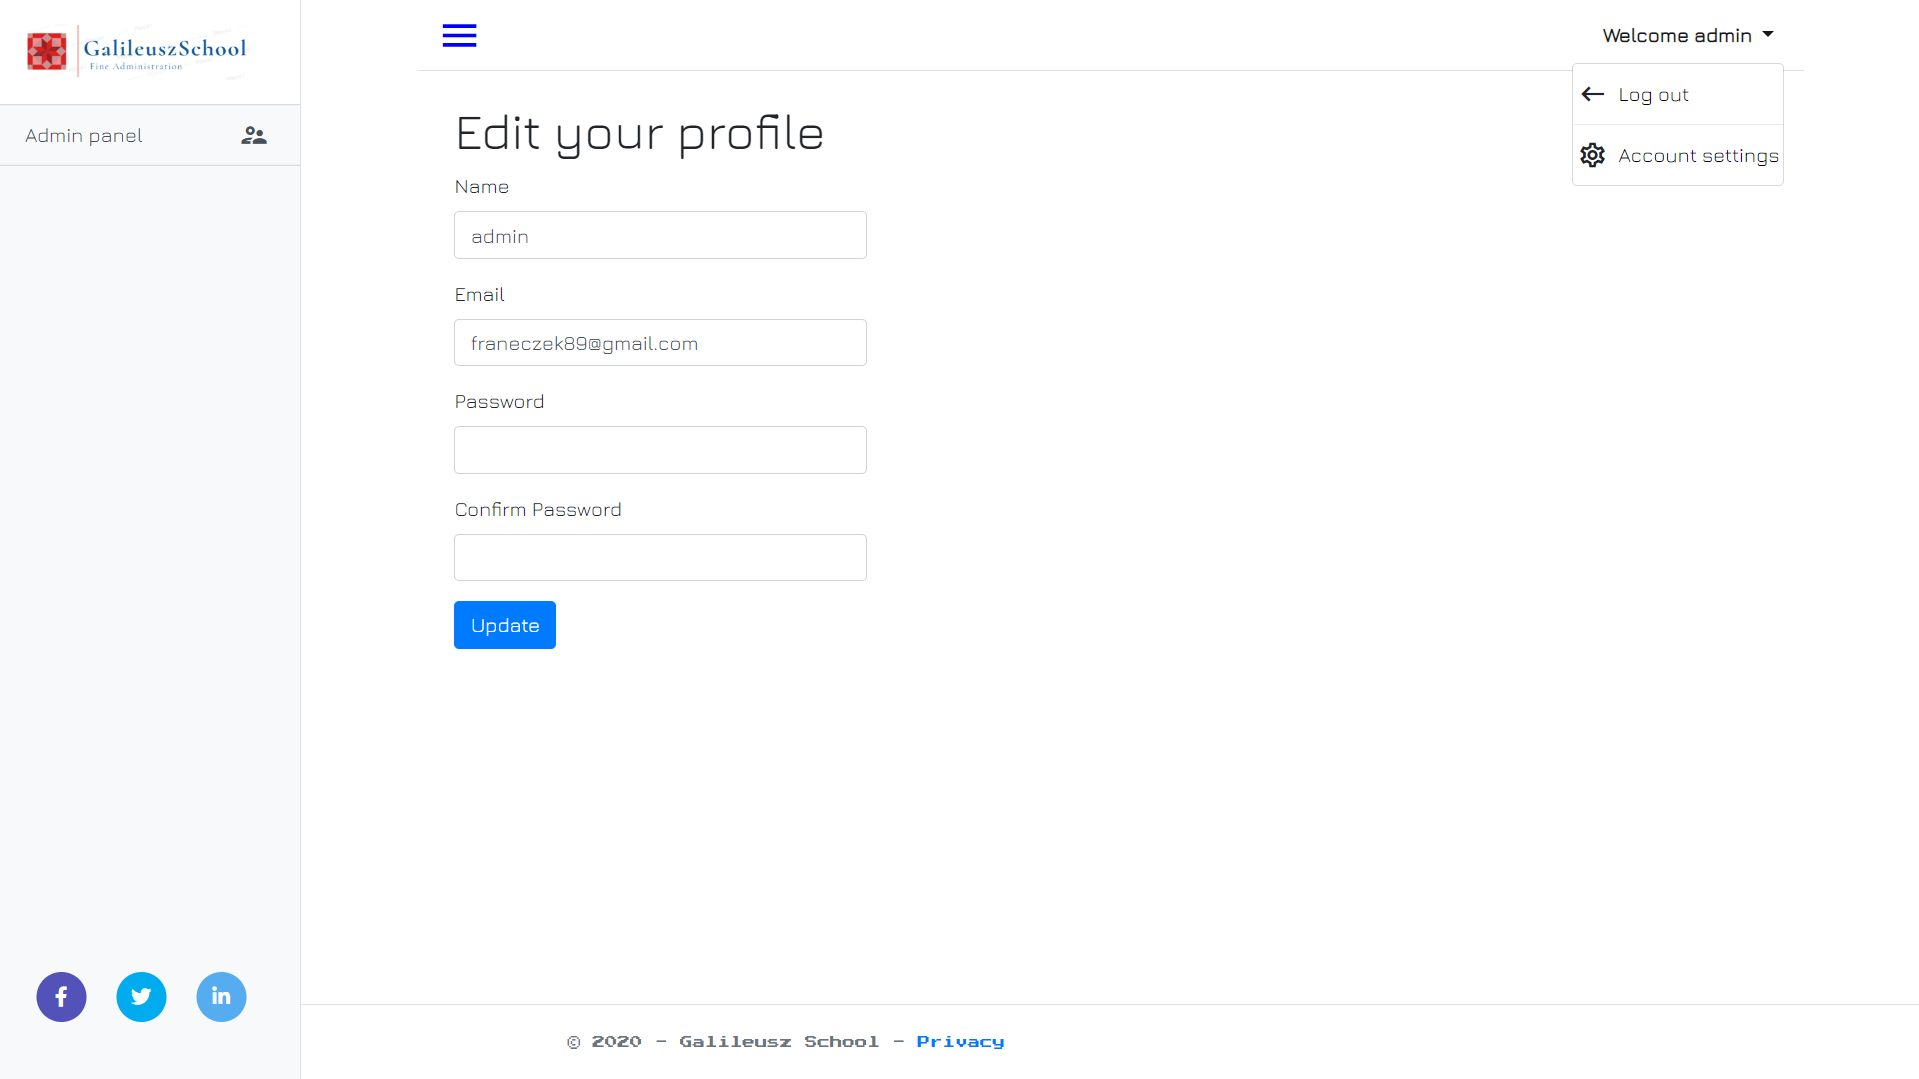 GalileuszSchool
Fine Administration
Admin panel
Welcome admin
Log out
Account settings
Edit your profile
Name
admin
Email
franeczek89@gmail.com
Password
Confirm Password
Update
© 2020 - Galileusz School - Privacy